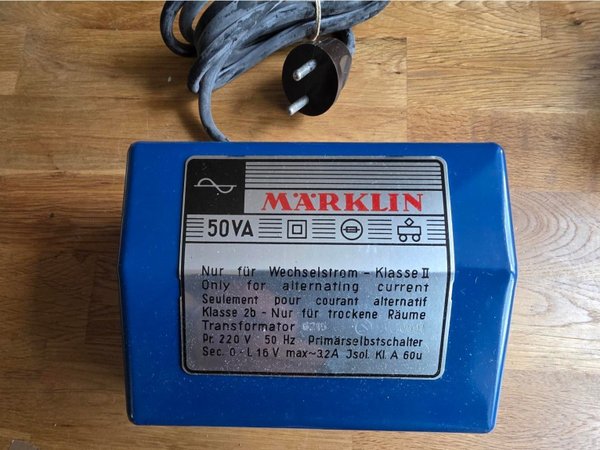 MÄRKLIN
50VA
Nur für Wechselstrom - Klasse II
Only for alternating current
Seulement pour courant alternatif
Klasse 2b - Nur für trockene Räume
Transformator
Pr. 220 V 50 Hz Primärselbstschalter
Sec. 0-L 16 V max~32A Jsol. Kl. A 60u